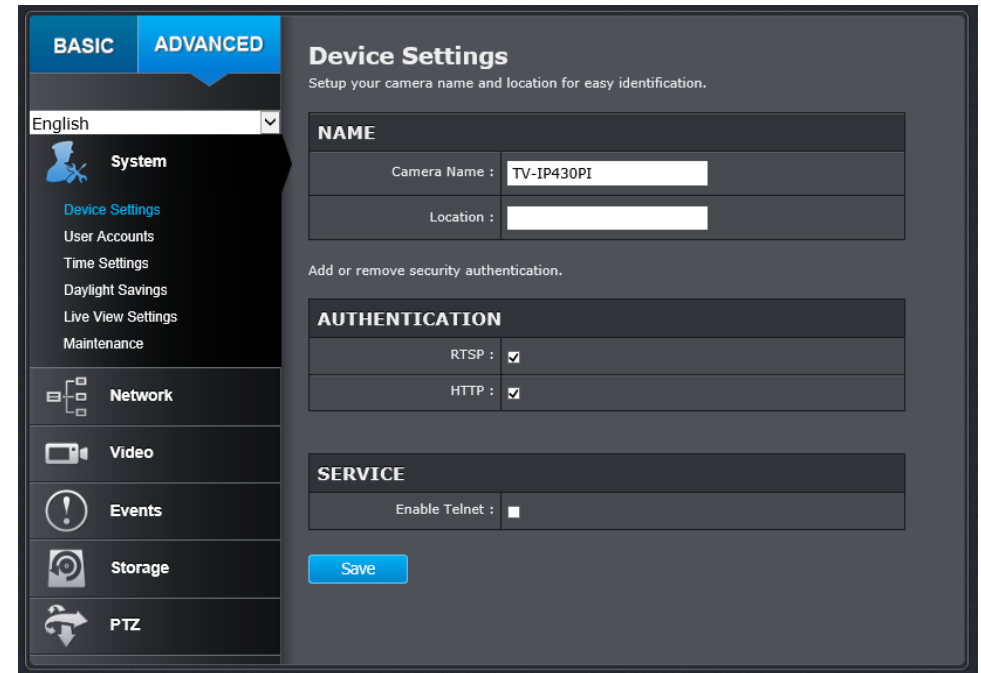 BASIC
ADVANCED
English
System
Device Settings
User Accounts
Time Settings
Daylight Savings
Live View Settings
Maintenance
Network
Video
Events
Storage
PTZ
Device Settings
Setup your camera name and location for easy identification.
NAME
Camera Name : TV-IP430PI
Location :
Add or remove security authentication.
AUTHENTICATION
RTSP :
HTTP :
SERVICE
Enable Telnet :
Save